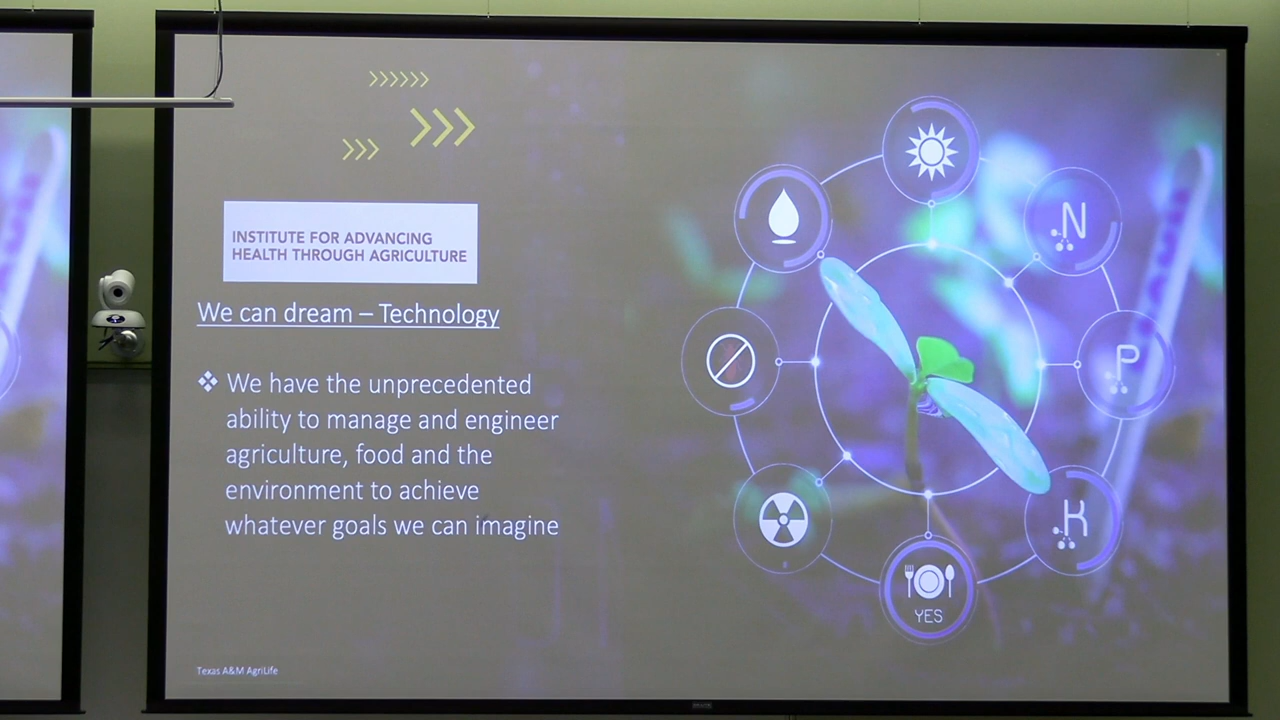 INSTITUTE FOR ADVANCING
HEALTH THROUGH AGRICULTURE
We can dream – Technology
❖ We have the unprecedented
ability to manage and engineer
agriculture, food and the
environment to achieve
whatever goals we can imagine
N
P
K
YES
Texas A&M AgriLife